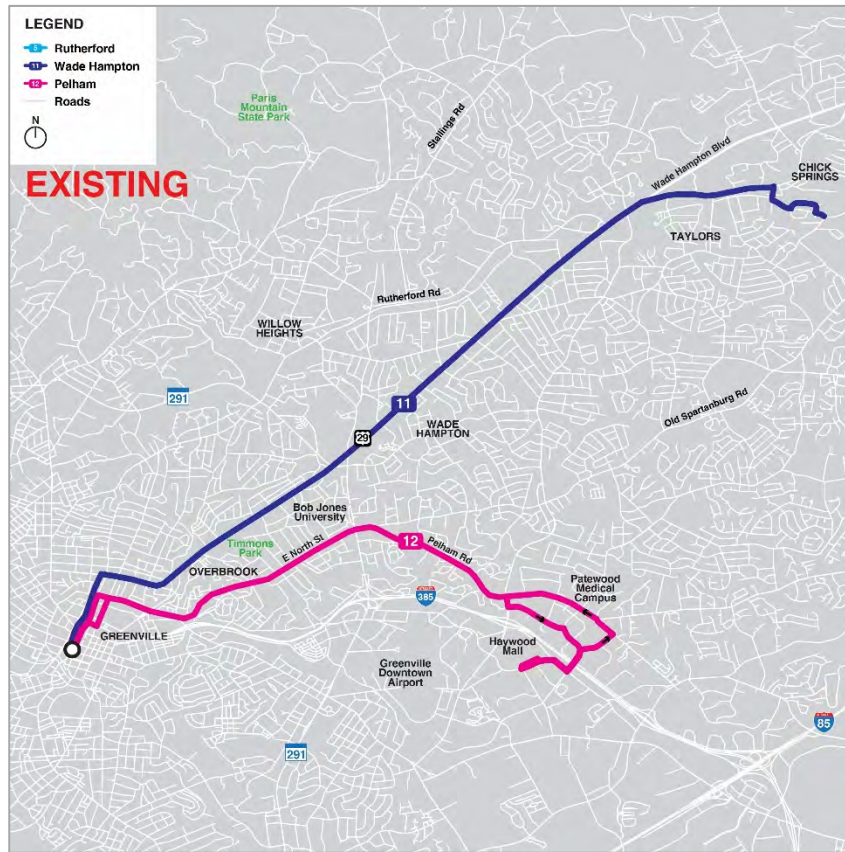 LEGEND
5 Rutherford
11 Wade Hampton
12 Pelham
Roads
N
EXISTING
Paris
Mountain
State Park
Stallings Rd
Wade Hampton Blvd
CHICK
SPRINGS
TAYLORS
Rutherford Rd
WILLOW
HEIGHTS
291
11
Old Spartanburg Rd
WADE
HAMPTON
29
Bob Jones
University
Timmons
Park
E North St
12
Pelham Rd
OVERBROOK
Patewood
Medical
Campus
385
GREENVILLE
Haywood
Mall
Greenville
Downtown
Airport
85
291